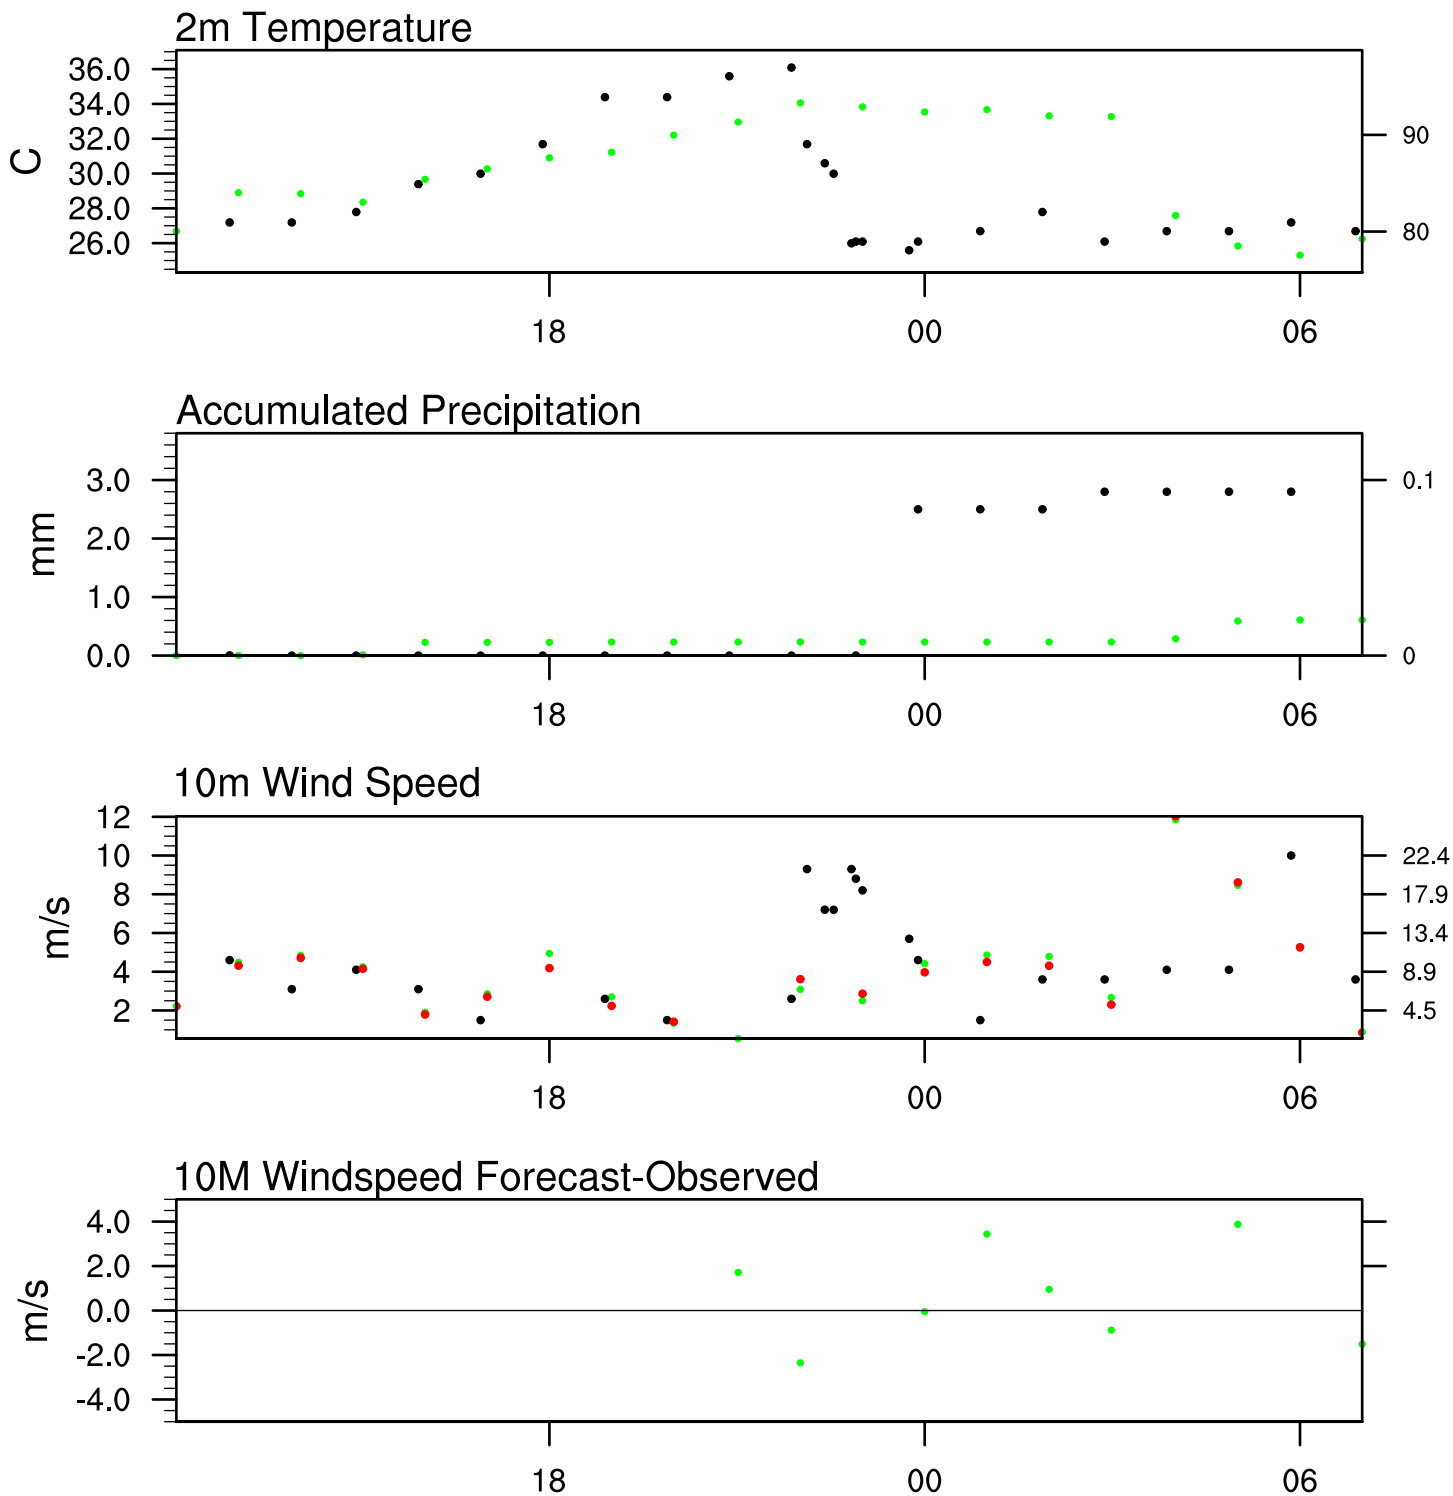 2m Temperature
36.0
34.0
32.0
30.0
28.0
26.0
C
90
80
18 00 06
Accumulated Precipitation
3.0
2.0
1.0
0.0
mm
0.1
0
18 00 06
10m Wind Speed
12
10
8
6
4
2
m/s
22.4
17.9
13.4
8.9
4.5
18 00 06
10M Windspeed Forecast-Observed
4.0
2.0
0.0
-2.0
-4.0
m/s
18 00 06